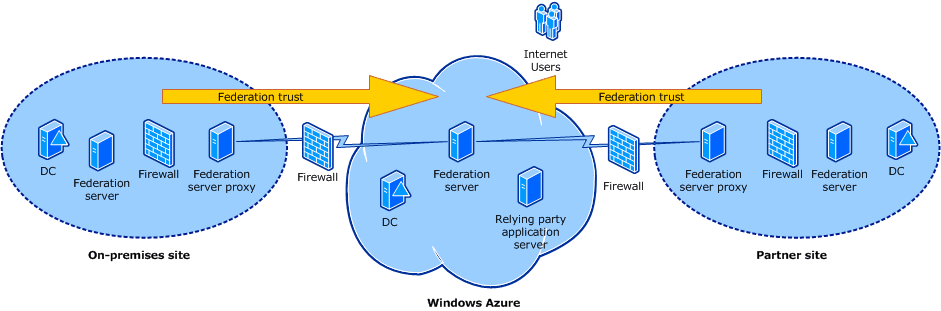 Internet
Users
Federation trust
Federation trust
DC
Federation
server
Firewall
Federation
server proxy
Firewall
Federation
server
DC
Relying party
application
server
Firewall
Federation
server proxy
Firewall
Federation
server
DC
On-premises site
Windows Azure
Partner site